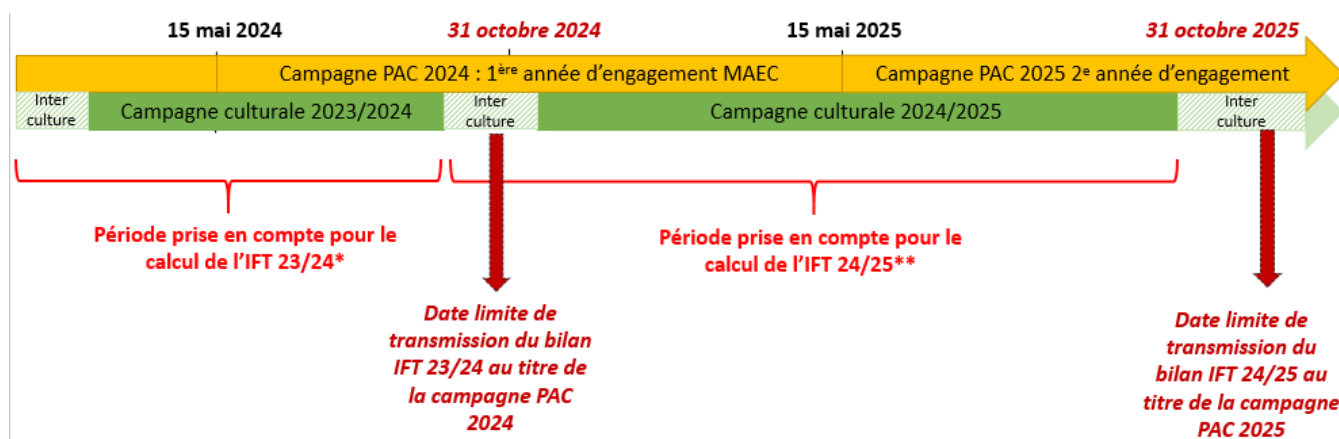 15 mai 2024
31 octobre 2024
15 mai 2025
31 octobre 2025
Campagne PAC 2024 : 1ère année d’engagement MAEC
Campagne PAC 2025 2e année d’engagement
Inter
culture
Campagne culturale 2023/2024
Inter
culture
Campagne culturale 2024/2025
Inter
culture
Période prise en compte pour le
calcul de l’IFT 23/24*
Période prise en compte pour le
calcul de l’IFT 24/25**
Date limite de
transmission du bilan
IFT 23/24 au titre de
la campagne PAC
2024
Date limite de
transmission du
bilan IFT 24/25 au
titre de la campagne
PAC 2025